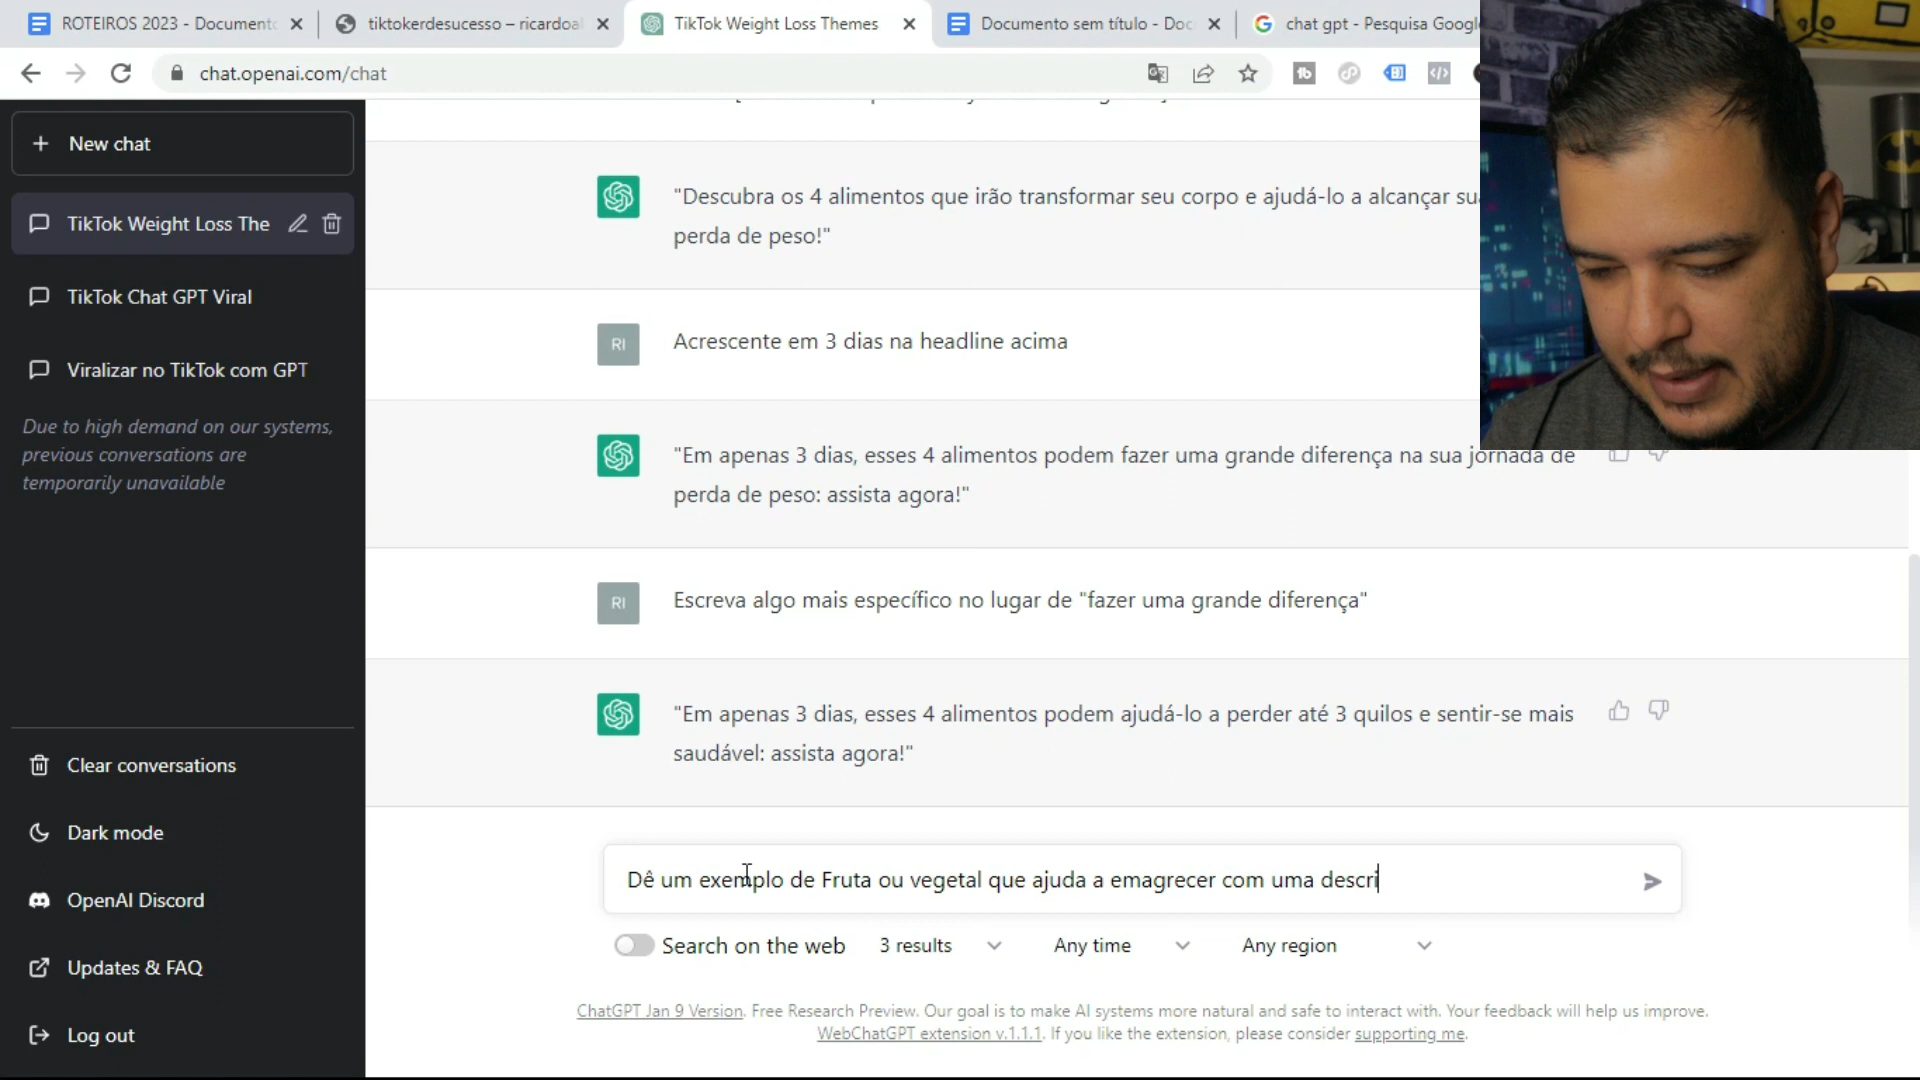 ROTEIROS 2023 - Documento
tiktokerdesucesso – ricardoal
TikTok Weight Loss Themes
Documento sem título - Doc
chat gpt - Pesquisa Google
chat.openai.com/chat
New chat
TikTok Weight Loss The
TikTok Chat GPT Viral
Viralizar no TikTok com GPT
Due to high demand on our systems,
previous conversations are
temporarily unavailable
Clear conversations
Dark mode
OpenAI Discord
Updates & FAQ
Log out
"Descubra os 4 alimentos que irão transformar seu corpo e ajudá-lo a alcançar sua
perda de peso!"
RI
Acrescente em 3 dias na headline acima
"Em apenas 3 dias, esses 4 alimentos podem fazer uma grande diferença na sua jornada de
perda de peso: assista agora!"
RI
Escreva algo mais específico no lugar de "fazer uma grande diferença"
"Em apenas 3 dias, esses 4 alimentos podem ajudá-lo a perder até 3 quilos e sentir-se mais
saudável: assista agora!"
Dê um exemplo de Fruta ou vegetal que ajuda a emagrecer com uma descri
Search on the web 3 results Any time Any region
ChatGPT Jan 9 Version. Free Research Preview. Our goal is to make AI systems more natural and safe to interact with. Your feedback will help us improve.
WebChatGPT extension v.1.1.1. If you like the extension, please consider supporting me.